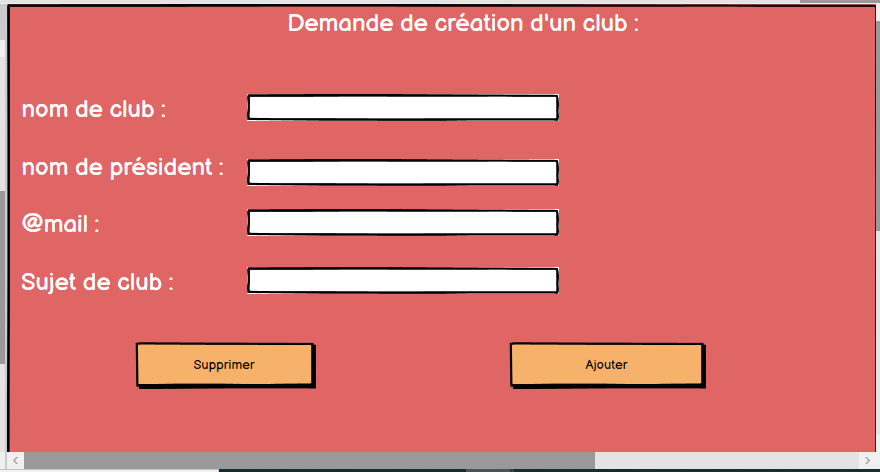 Demande de création d'un club :
nom de club :
nom de président :
@mail :
Sujet de club :
Supprimer
Ajouter